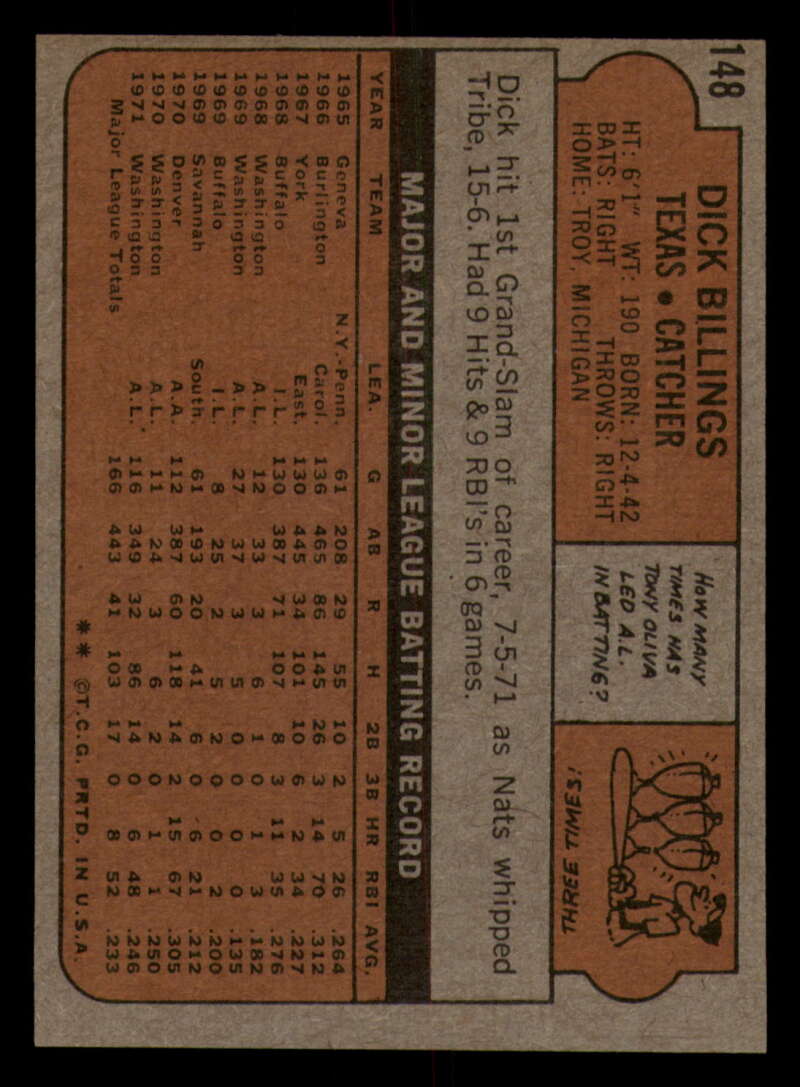 148
DICK BILLINGS
TEXAS • CATCHER
HT: 6'1" WT: 190 BORN: 12-4-42
BATS: RIGHT THROWS: RIGHT
HOME: TROY, MICHIGAN
HOW MANY
TIMES HAS
TONY OLIVA
LED A.L.
IN BATTING?
THREE TIMES!
Dick hit 1st Grand-Slam of career, 7-5-71 as Nats whipped
Tribe, 15-6. Had 9 Hits & 9 RBI's in 6 games.
MAJOR AND MINOR LEAGUE BATTING RECORD
YEAR TEAM LEA. G AB R H 2B 3B HR RBI AVG.
1965 Geneva N.Y.-Penn. 61 208 29 55 10 2 5 26 .264
1966 Burlington Carol. 136 465 86 145 26 3 14 70 .312
1967 York East. 130 445 34 101 10 6 2 34 .227
1968 Buffalo I.L. 130 387 71 107 8 3 11 35 .276
1968 Washington A.L. 12 33 3 6 1 0 1 3 .182
1969 Washington A.L. 27 37 3 5 0 0 0 0 .135
1969 Buffalo I.L. 8 25 2 5 2 0 0 2 .200
1969 Savannah South. 61 193 20 41 6 0 6 21 .212
1970 Denver A.A. 112 387 60 118 14 2 15 67 .305
1970 Washington A.L. 11 24 3 6 2 0 1 1 .250
1971 Washington A.L. 116 349 32 86 14 0 6 48 .246
Major League Totals 166 443 41 103 17 0 8 52 .233
** ©T.C.G. PRTD. IN U.S.A.